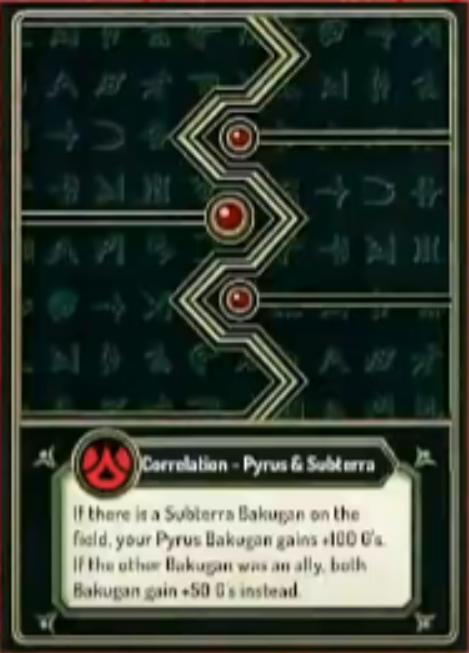 Correlation - Pyrus & Subterra
If there is a Subterra Bakugan on the
field, your Pyrus Bakugan gains +100 G's.
If the other Bakugan was an ally, both
Bakugan gain +50 G's instead.